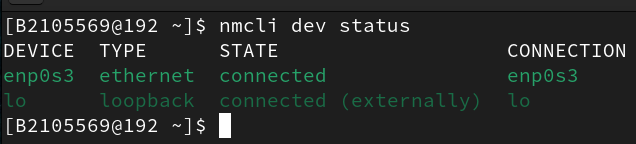 [B2105569@192 ~]$ nmcli dev status
DEVICE  TYPE      STATE                   CONNECTION
enp0s3  ethernet  connected               enp0s3
lo      loopback  connected (externally)  lo
[B2105569@192 ~]$